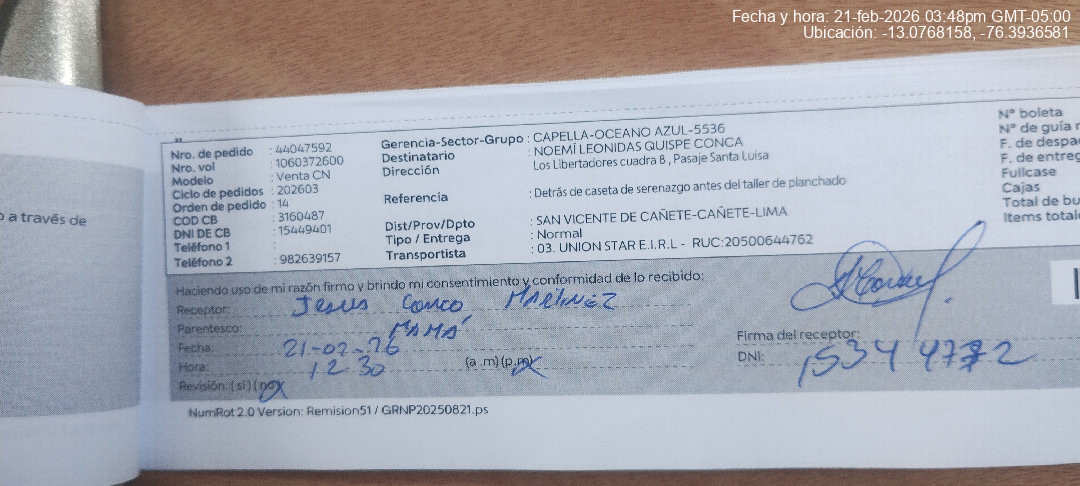 Fecha y hora: 21-feb-2026 03:48pm GMT-05:00
Ubicación: -13.0768158, -76.3936581
o a través de
Nro. de pedido : 44047592
Nro. vol : 1060372600
Modelo : Venta CN
Ciclo de pedidos : 202603
Orden de pedido : 14
COD CB : 3160487
DNI DE CB : 15449401
Teléfono 1 :
Teléfono 2 : 982639157
Gerencia-Sector-Grupo : CAPELLA-OCEANO AZUL-5536
Destinatario : NOEMÍ LEONIDAS QUISPE CONCA
Dirección Los Libertadores cuadra 8 , Pasaje Santa Luisa
Referencia : Detrás de caseta de serenazgo antes del taller de planchado
Dist/Prov/Dpto : SAN VICENTE DE CAÑETE-CAÑETE-LIMA
Tipo / Entrega : Normal
Transportista : 03. UNION STAR E.I.R.L - RUC:20500644762
N° boleta
N° de guía
F. de despa
F. de entreg
Fullcase
Cajas
Total de bu
Items totale
Haciendo uso de mi razón firmo y brindo mi consentimiento y conformidad de lo recibido:
Receptor: Jesus Conco MARTINEZ
Parentesco: MAMÁ
Fecha: 21-02-26
Hora: 12 30 (a .m) (p.m)
Revisión: ( si ) ( no )
Firma del receptor:
DNI: 15344772
NumRot 2.0 Version: Remision51 / GRNP20250821.ps